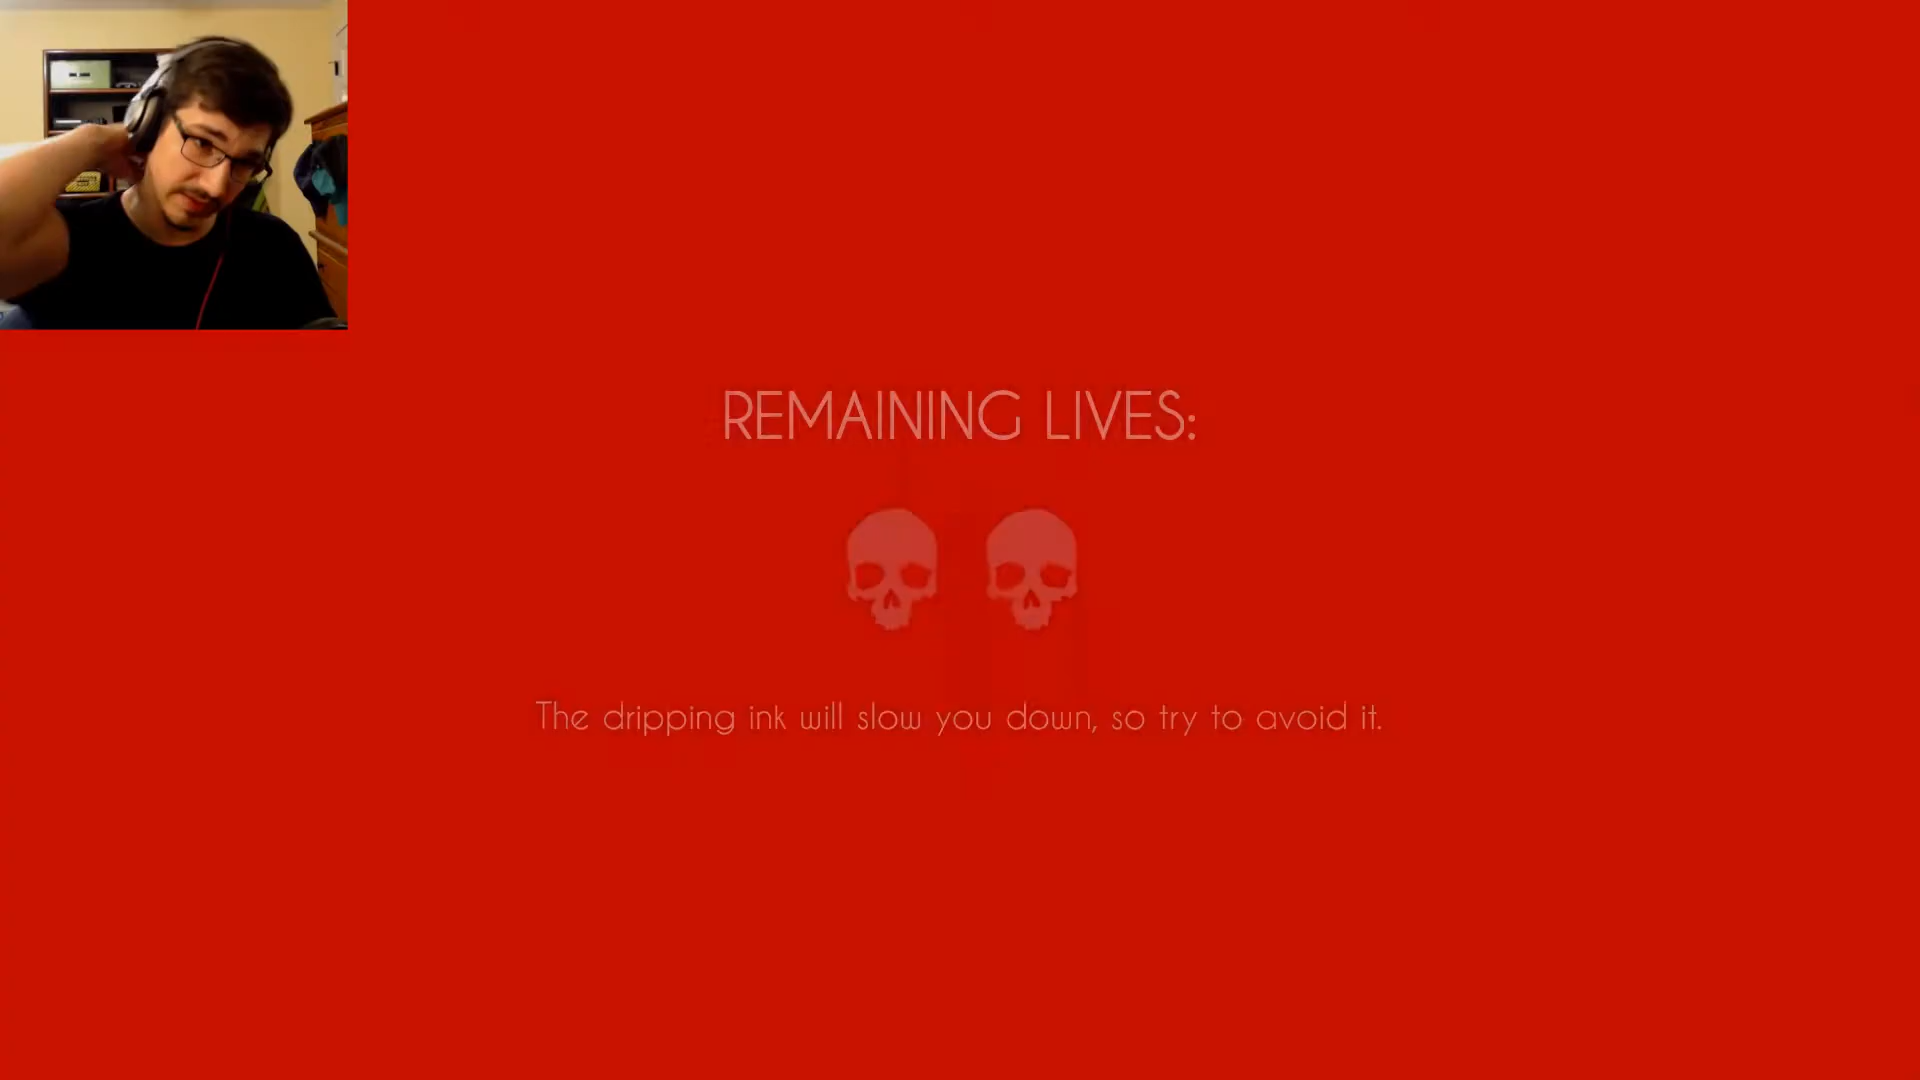 REMAINING LIVES:
The dripping ink will slow you down, so try to avoid it.